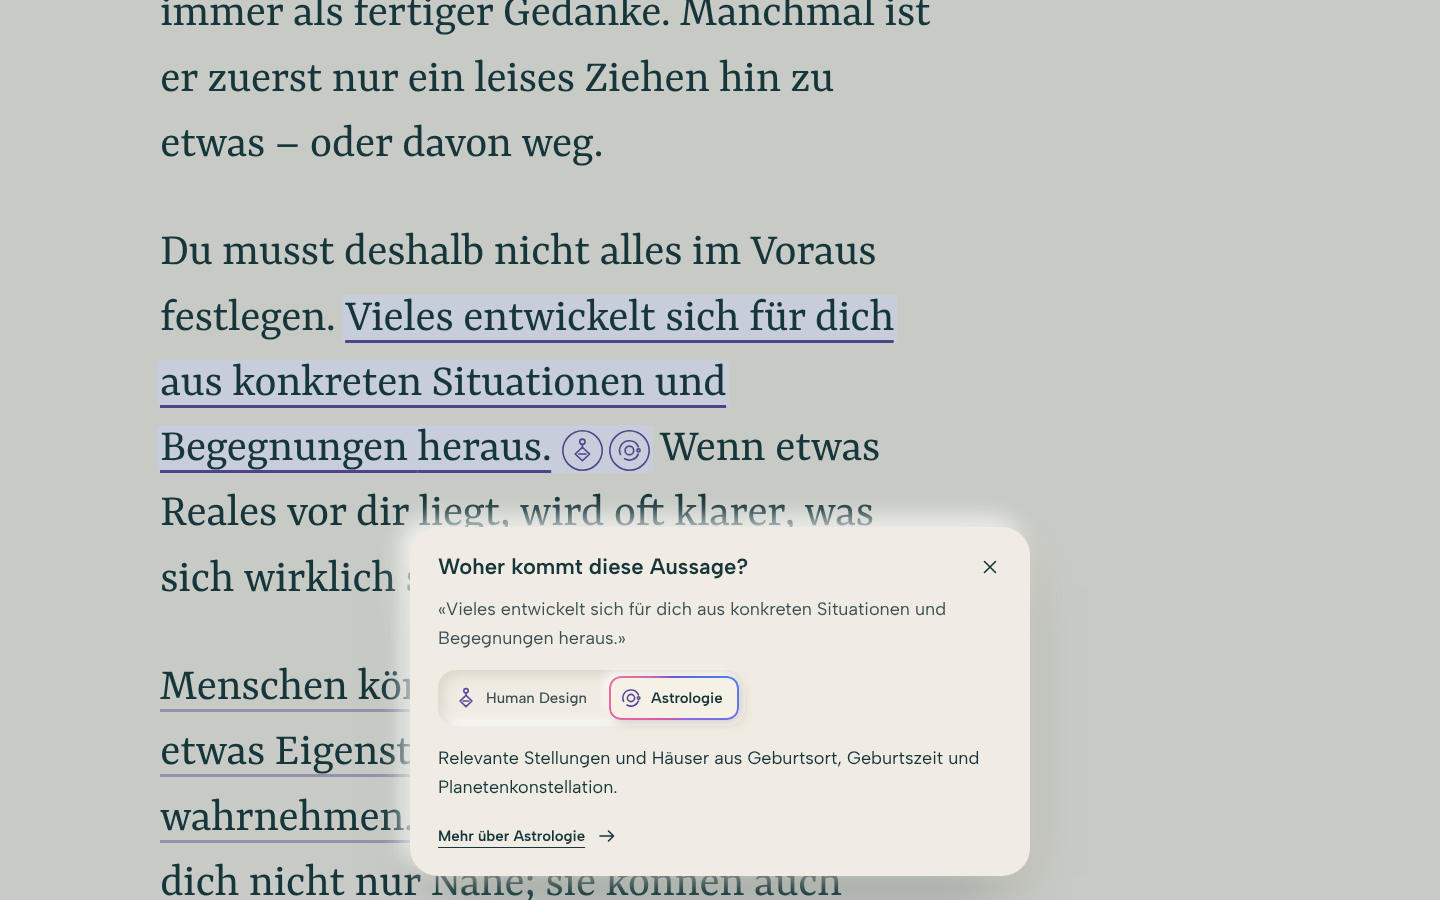 immer als fertiger Gedanke. Manchmal ist
er zuerst nur ein leises Ziehen hin zu
etwas – oder davon weg.
Du musst deshalb nicht alles im Voraus
festlegen. Vieles entwickelt sich für dich
aus konkreten Situationen und
Begegnungen heraus. Wenn etwas
Reales vor dir liegt, wird oft klarer, was
sich wirklich
Menschen
etwas
wahrnehmen.
dich nicht nur Nähe; sie können auch
Woher kommt diese Aussage?
«Vieles entwickelt sich für dich aus konkreten Situationen und
Begegnungen heraus.»
Human Design
Astrologie
Relevante Stellungen und Häuser aus Geburtsort, Geburtszeit und
Planetenkonstellation.
Mehr über Astrologie